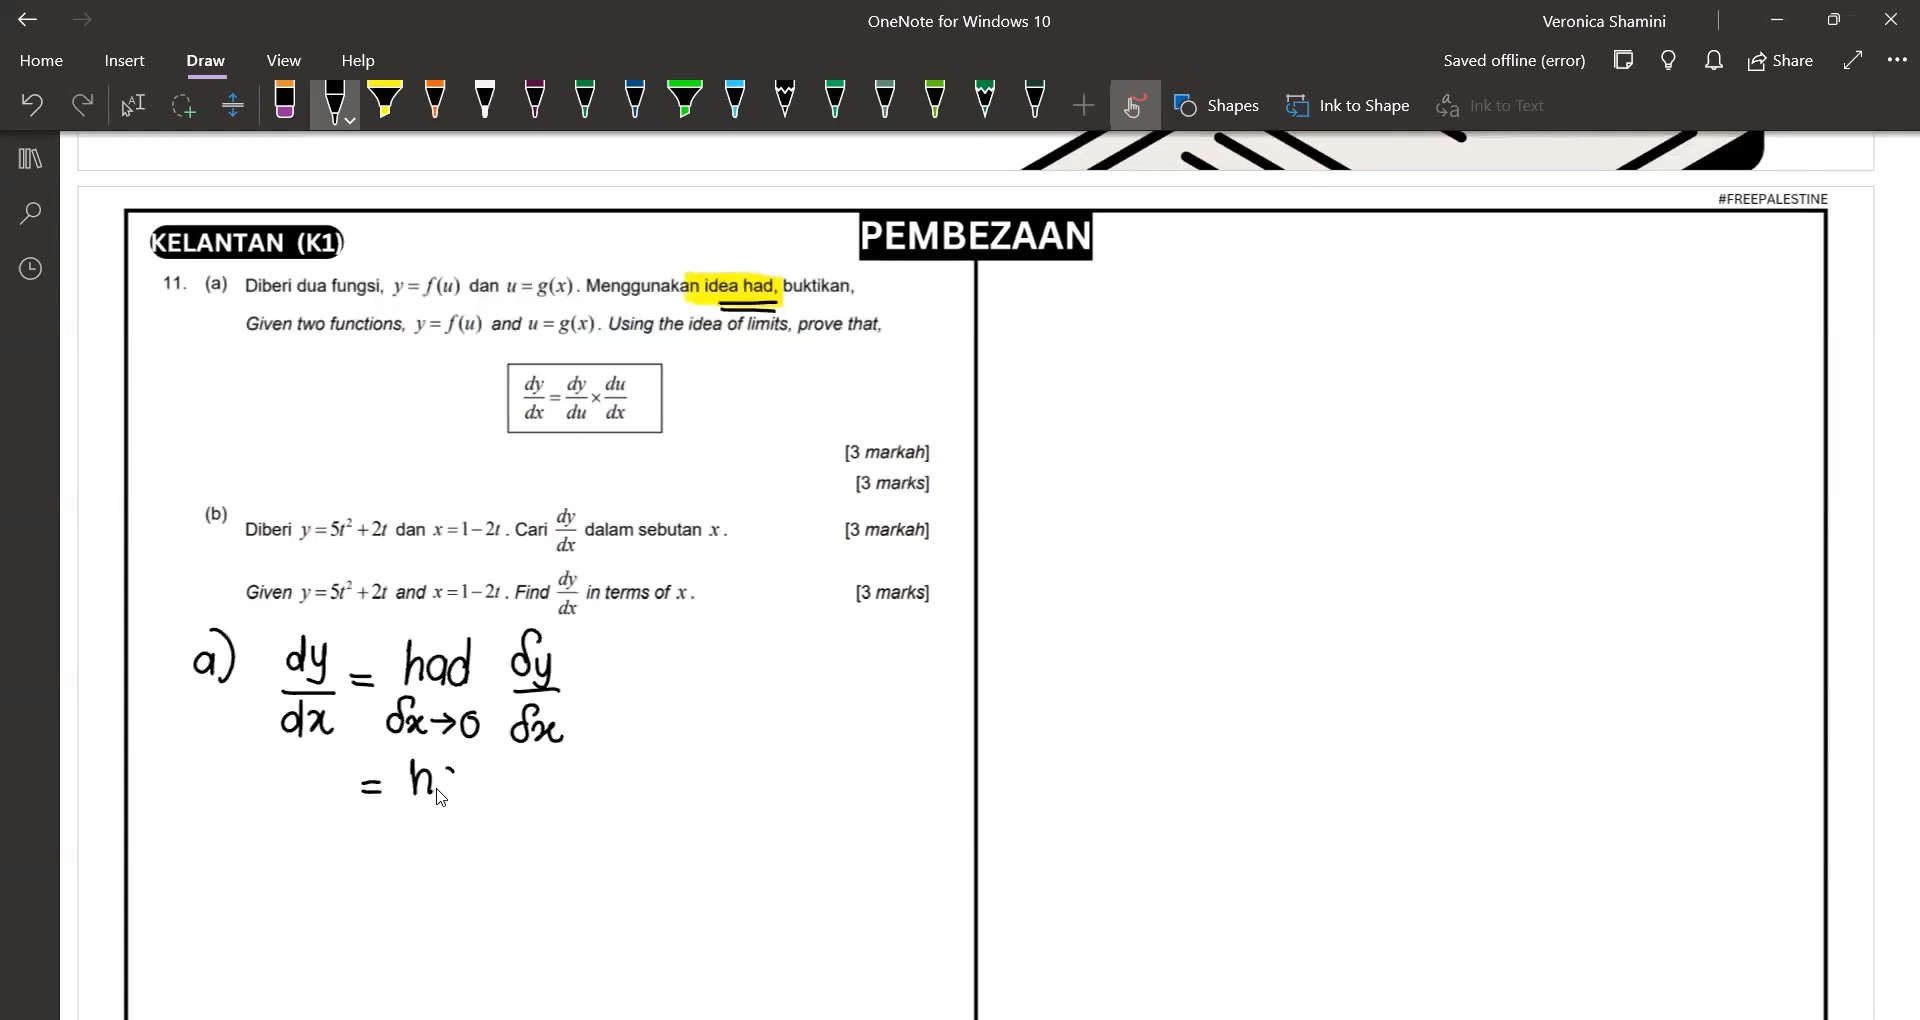 OneNote for Windows 10
Veronica Shamini
Home Insert Draw View Help
Saved offline (error) Share
Shapes Ink to Shape Ink to Text
#FREEPALESTINE
KELANTAN (K1)
PEMBEZAAN
11. (a) Diberi dua fungsi, y = f(u) dan u = g(x). Menggunakan idea had, buktikan,
Given two functions, y = f(u) and u = g(x). Using the idea of limits, prove that,
dy/dx = dy/du × du/dx
[3 markah]
[3 marks]
(b) Diberi y = 5t² + 2t dan x = 1 − 2t. Cari dy/dx dalam sebutan x. [3 markah]
Given y = 5t² + 2t and x = 1 − 2t. Find dy/dx in terms of x. [3 marks]
a) dy/dx = had δx→0 δy/δx
= h